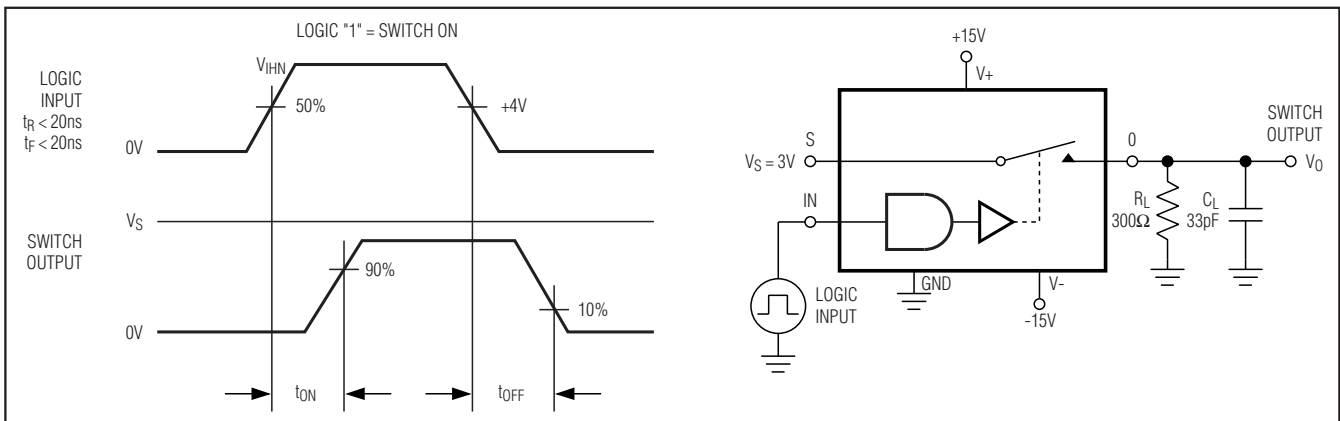 LOGIC "1" = SWITCH ON
LOGIC
INPUT
tR < 20ns
tF < 20ns
VIHN
50%
+4V
0V
VS
SWITCH
OUTPUT
90%
10%
0V
tON
tOFF
+15V
V+
S
VS = 3V
IN
0
SWITCH
OUTPUT
VO
RL
300Ω
CL
33pF
LOGIC
INPUT
GND
V-
-15V